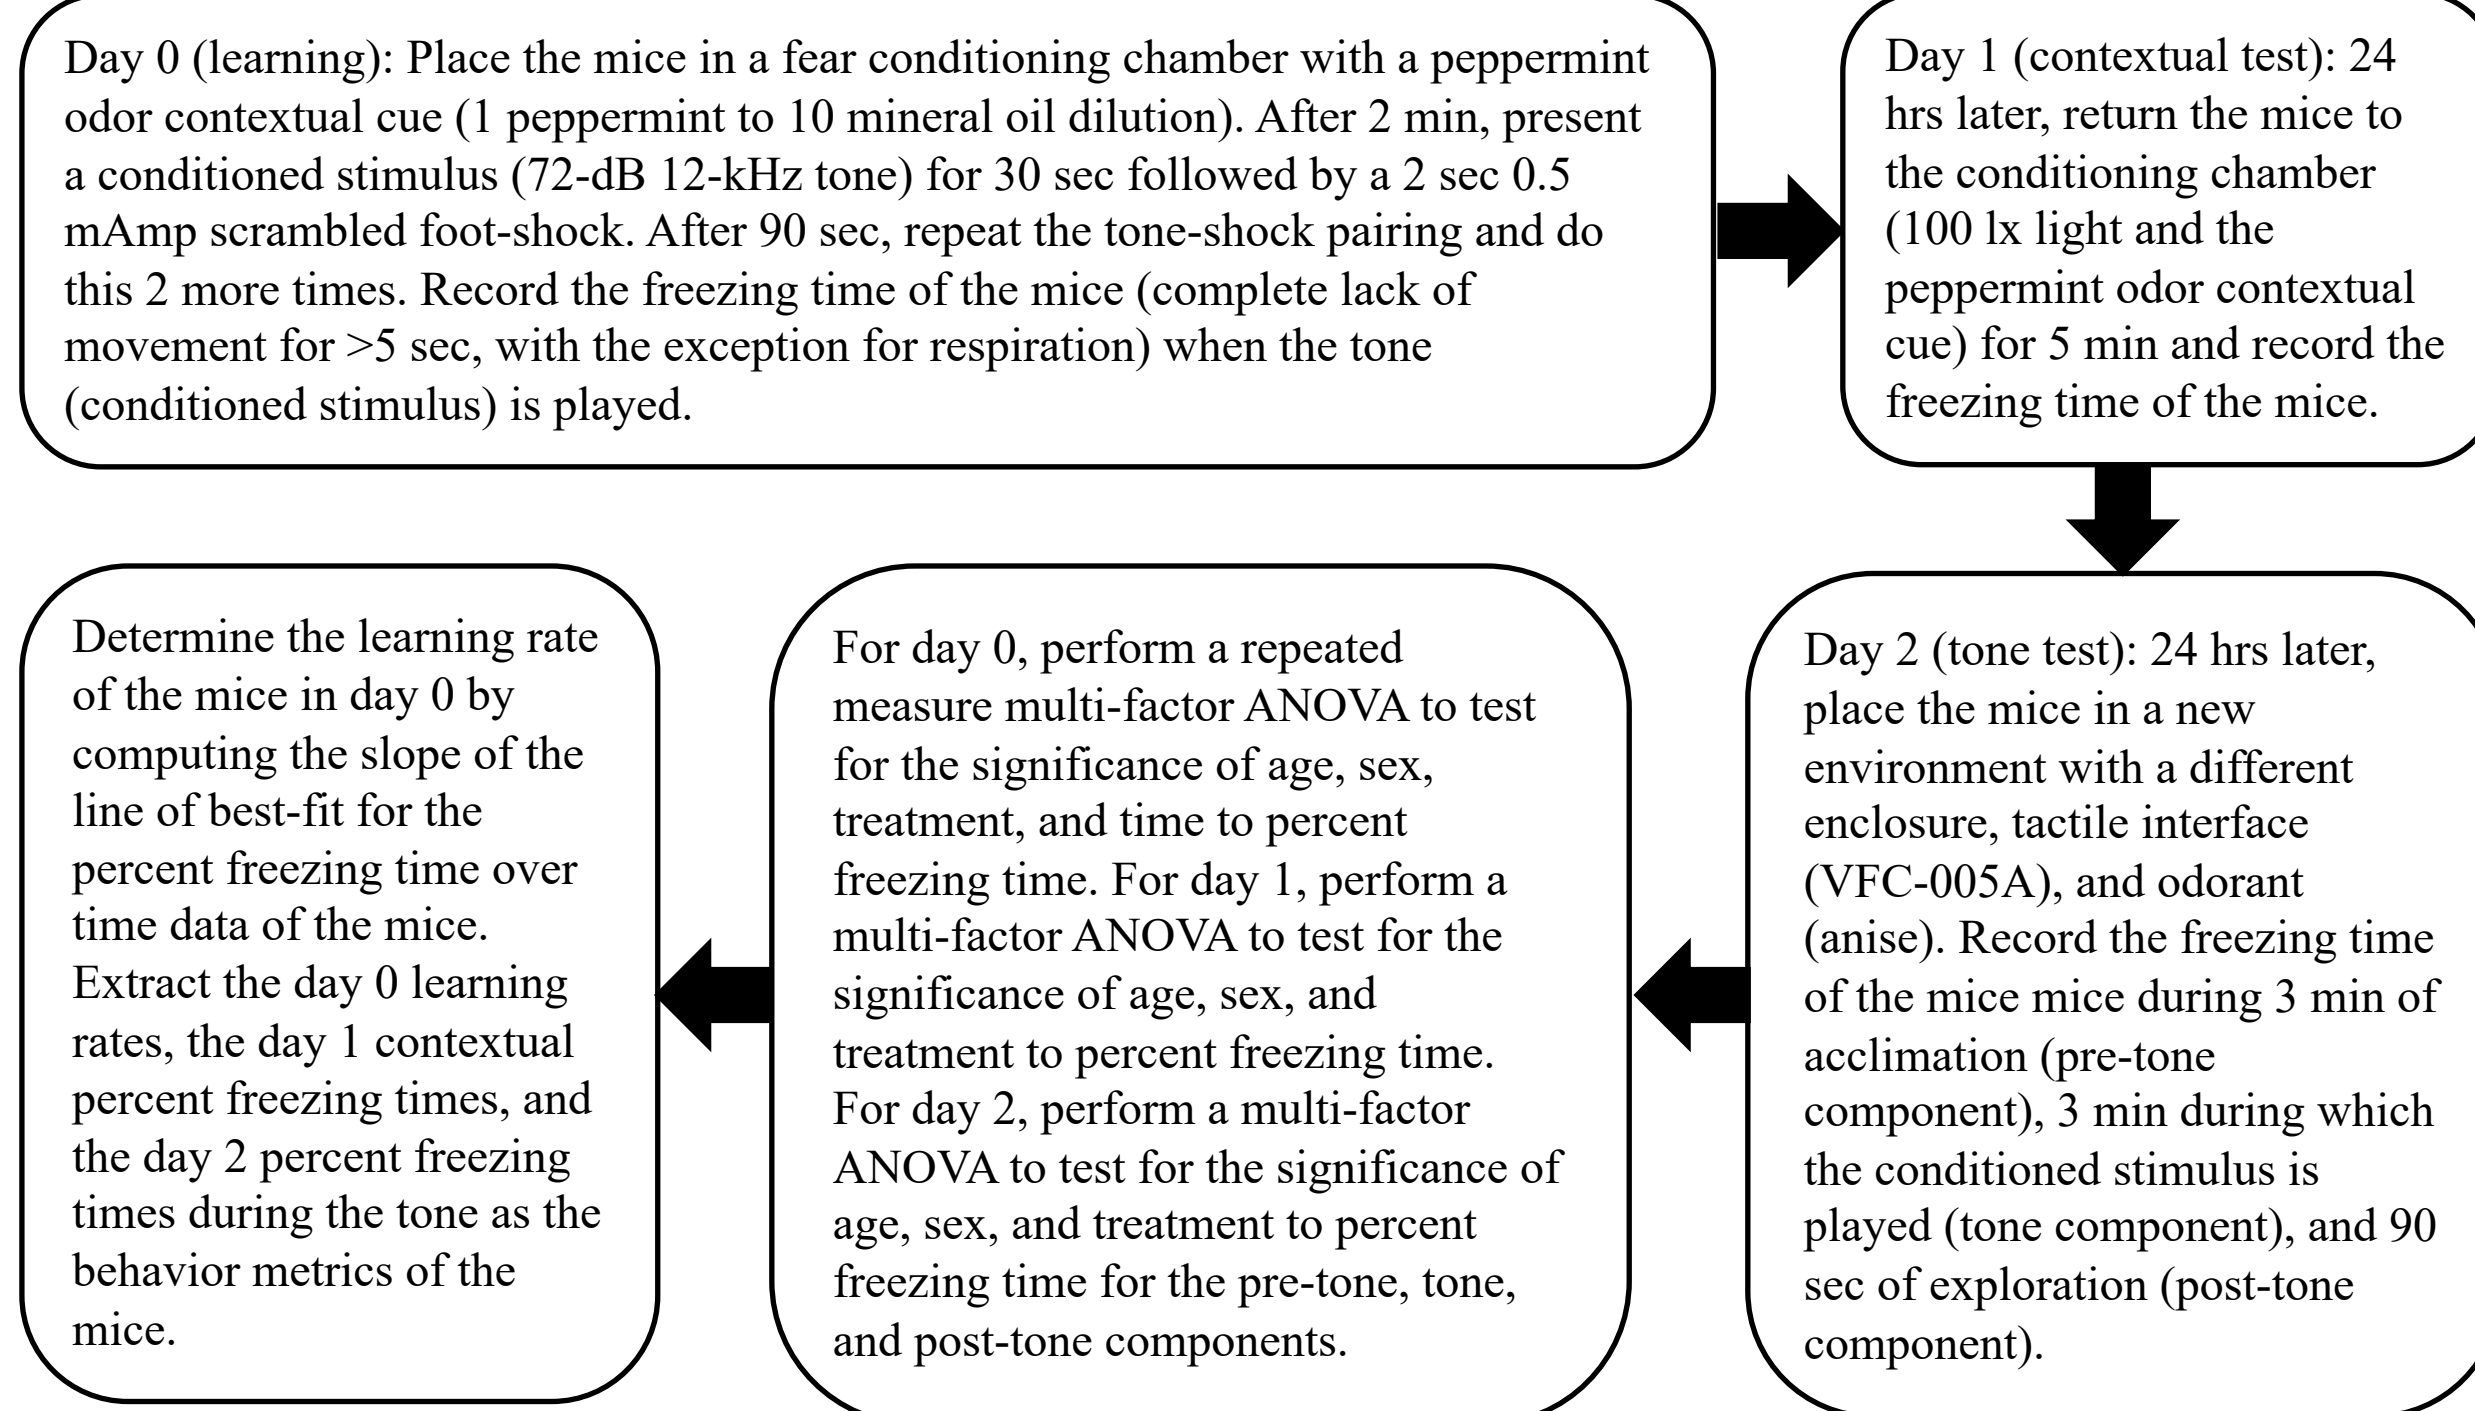 Day 0 (learning): Place the mice in a fear conditioning chamber with a peppermint
odor contextual cue (1 peppermint to 10 mineral oil dilution). After 2 min, present
a conditioned stimulus (72-dB 12-kHz tone) for 30 sec followed by a 2 sec 0.5
mAmp scrambled foot-shock. After 90 sec, repeat the tone-shock pairing and do
this 2 more times. Record the freezing time of the mice (complete lack of
movement for >5 sec, with the exception for respiration) when the tone
(conditioned stimulus) is played.
Day 1 (contextual test): 24
hrs later, return the mice to
the conditioning chamber
(100 lx light and the
peppermint odor contextual
cue) for 5 min and record the
freezing time of the mice.
Day 2 (tone test): 24 hrs later,
place the mice in a new
environment with a different
enclosure, tactile interface
(VFC-005A), and odorant
(anise). Record the freezing time
of the mice mice during 3 min of
acclimation (pre-tone
component), 3 min during which
the conditioned stimulus is
played (tone component), and 90
sec of exploration (post-tone
component).
For day 0, perform a repeated
measure multi-factor ANOVA to test
for the significance of age, sex,
treatment, and time to percent
freezing time. For day 1, perform a
multi-factor ANOVA to test for the
significance of age, sex, and
treatment to percent freezing time.
For day 2, perform a multi-factor
ANOVA to test for the significance of
age, sex, and treatment to percent
freezing time for the pre-tone, tone,
and post-tone components.
Determine the learning rate
of the mice in day 0 by
computing the slope of the
line of best-fit for the
percent freezing time over
time data of the mice.
Extract the day 0 learning
rates, the day 1 contextual
percent freezing times, and
the day 2 percent freezing
times during the tone as the
behavior metrics of the
mice.